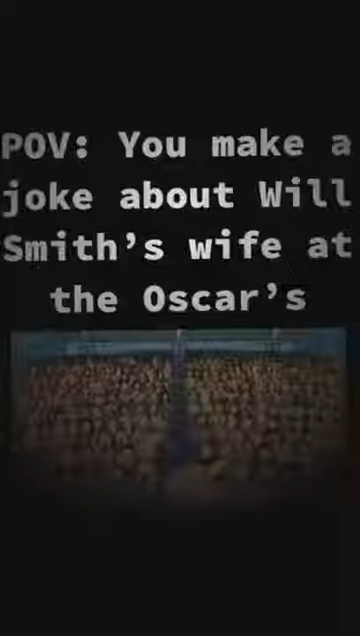 POV: You make a
joke about Will
Smith’s wife at
the Oscar’s